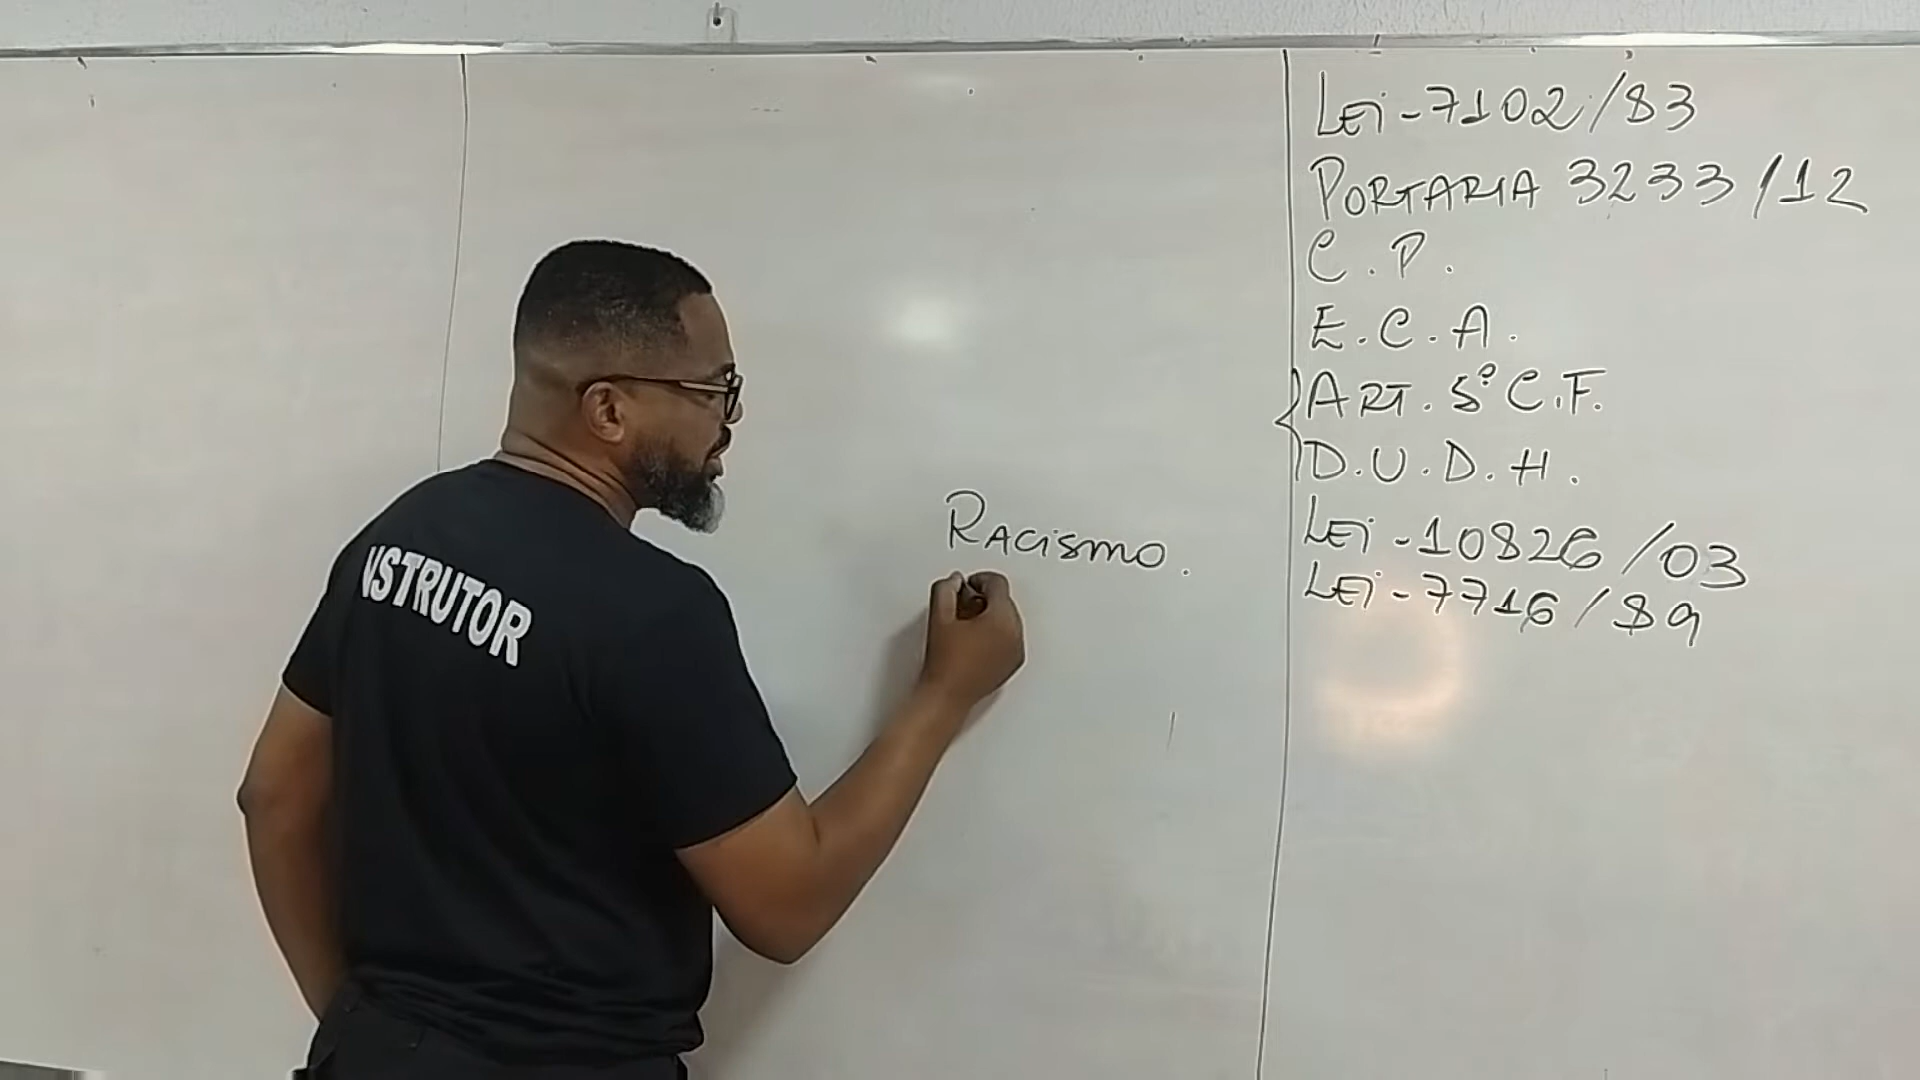 LEi-7102/83
PORTARIA 3233/12
C.P.
E.C.A.
ART. 5º C.F.
D.U.D.H.
LEi-10826/03
LEi-7716/89
RACiSMO.
NSTRUTOR